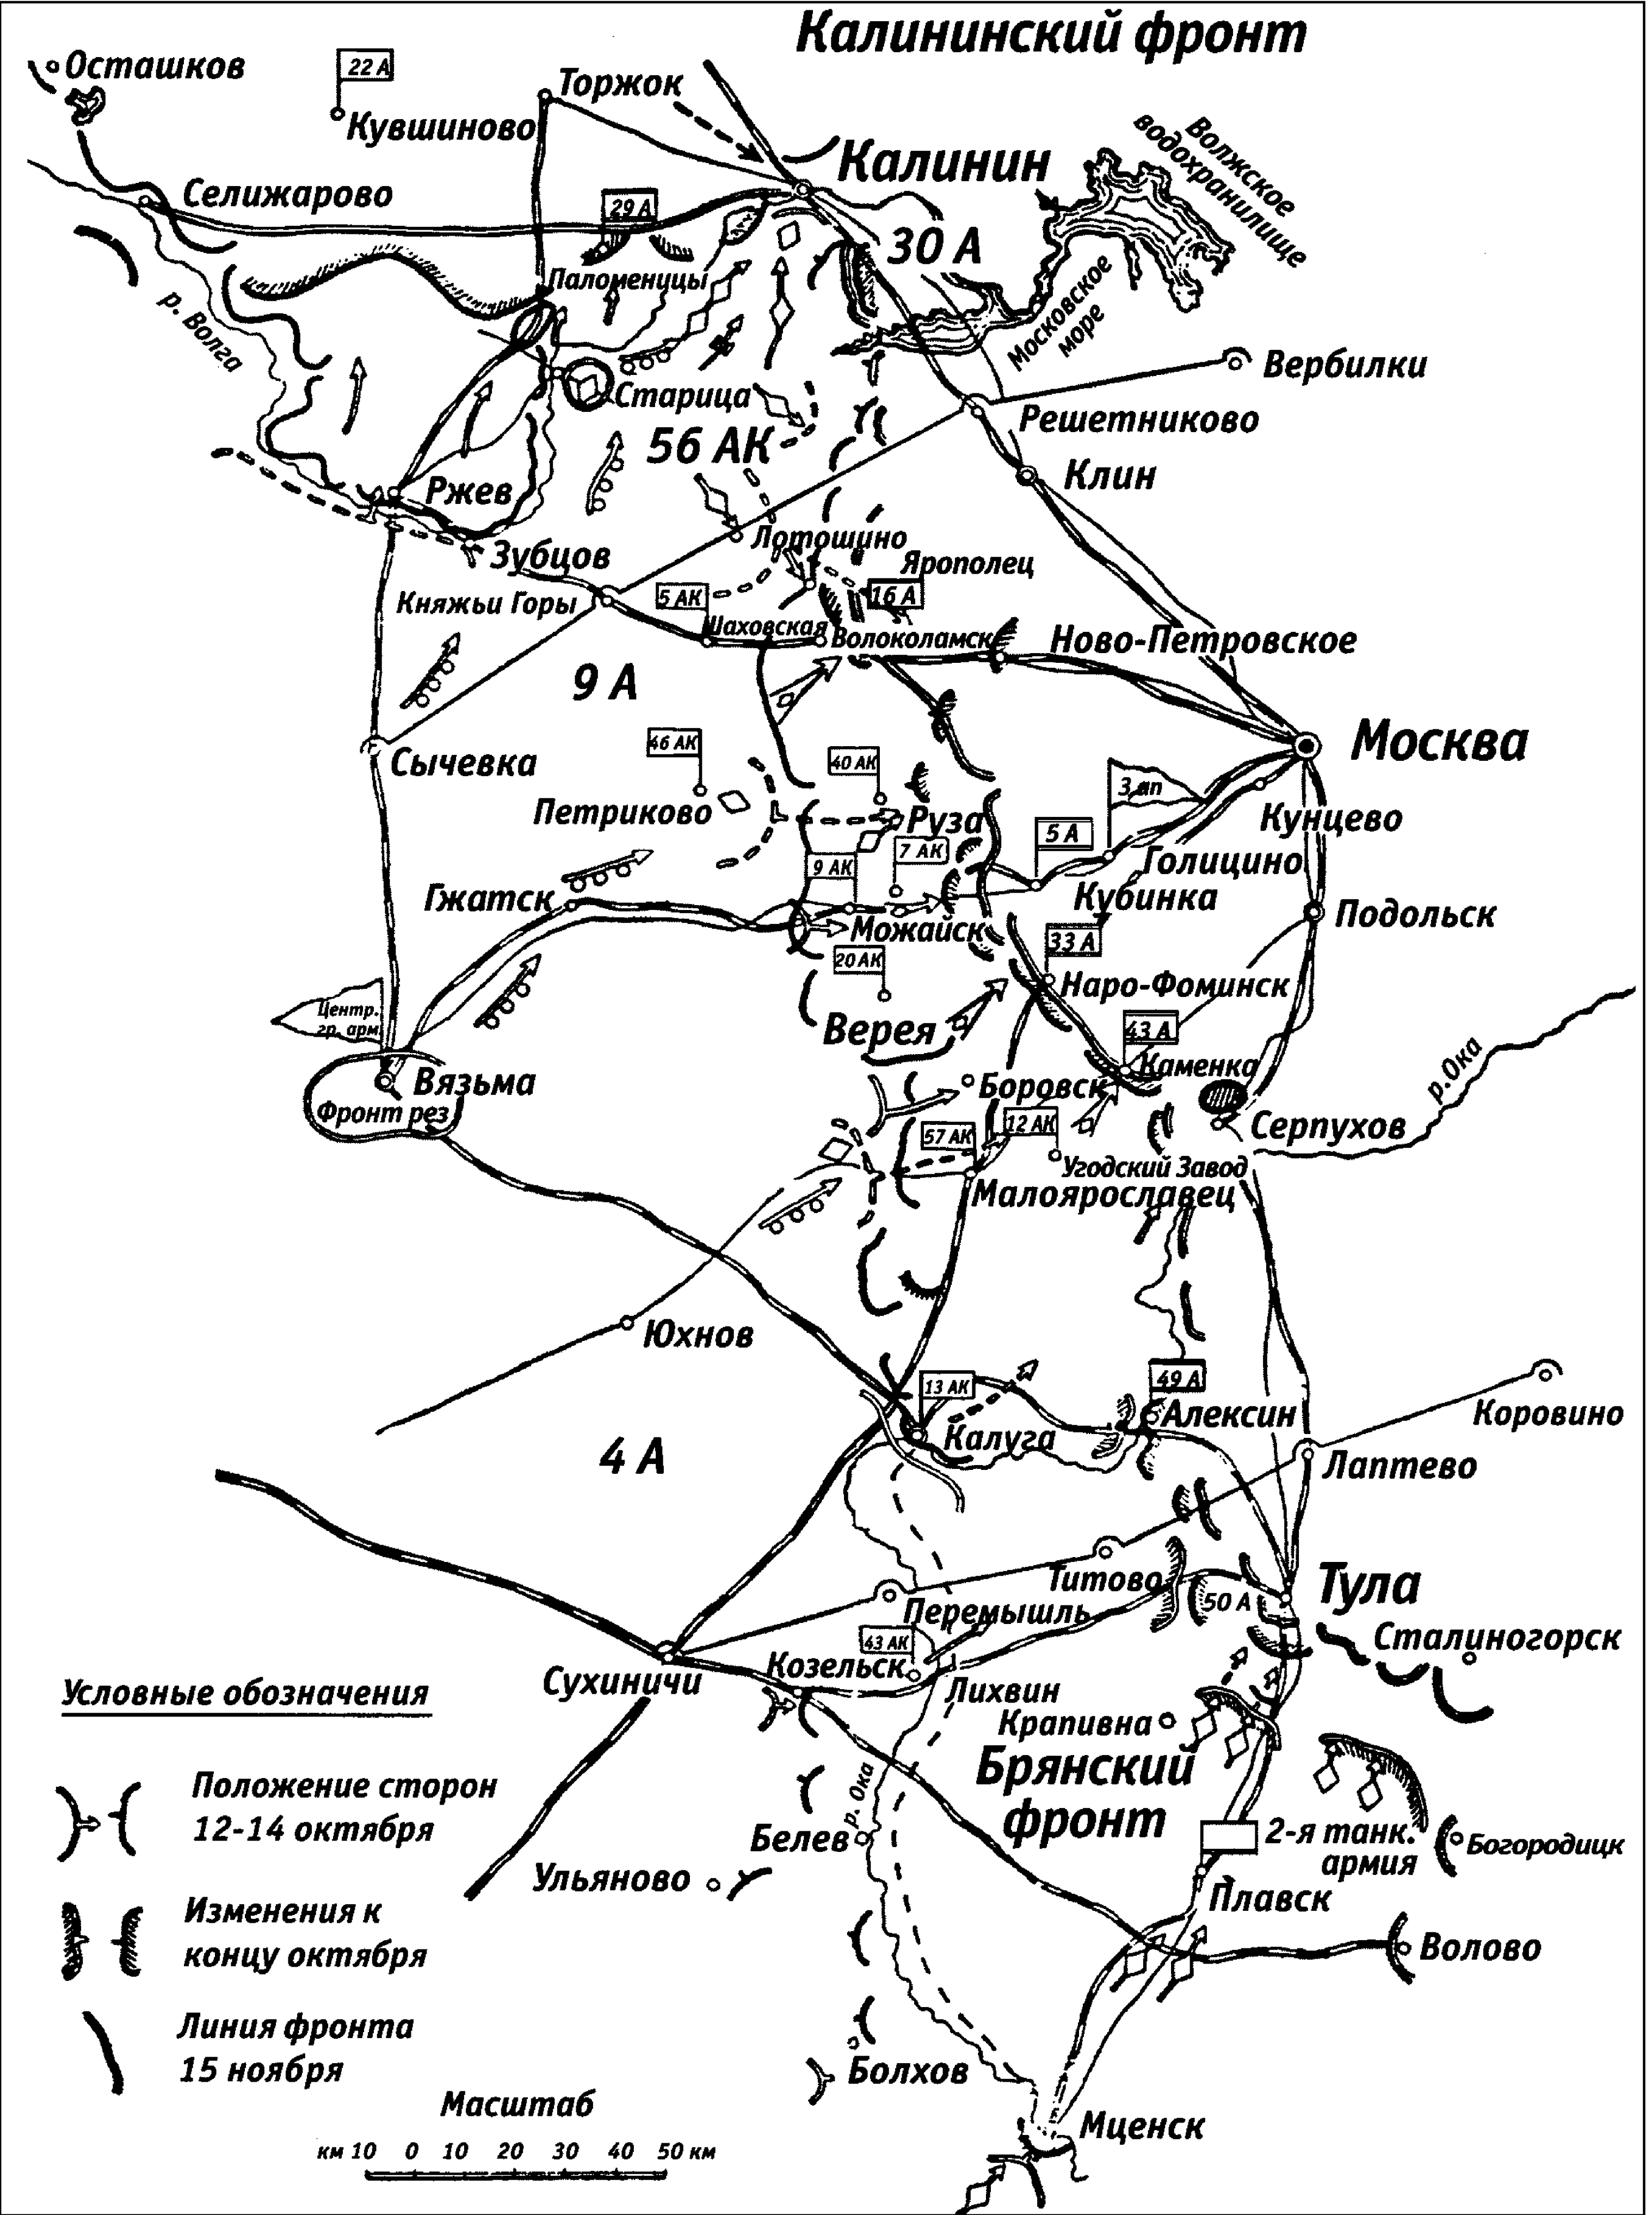 Калининский фронт
Осташков
22 А
Кувшиново
Торжок
Калинин
Волжское
водохранилище
Селижарово
29 А
30 А
Паломеницы
р. Волга
Московское
море
Вербилки
Старица
Решетниково
56 АК
Клин
Ржев
Лотошино
Зубцов
Ярополец
Княжьи Горы
5 АК
16 А
Шаховская
Волоколамск
Ново-Петровское
9 А
Москва
46 АК
40 АК
Сычевка
Петриково
3 ап
Руза
Кунцево
5 А
7 АК
9 АК
Голицино
Гжатск
Кубинка
Можайск
Подольск
33 А
20 АК
Наро-Фоминск
Центр.
гр. арм.
Верея
43 А
Каменка
р.Ока
Вязьма
Боровск
Фронт рез
12 АК
57 АК
Серпухов
Угодский Завод
Малоярославец
Юхнов
13 АК
49 А
Алексин
Коровино
Калуга
4 А
Лаптево
Титово
50 А
Тула
Перемышль
43 АК
Сталиногорск
Козельск
Сухиничи
Лихвин
Крапивна
Брянский
фронт
Условные обозначения
Положение сторон
12-14 октября
р. Ока
2-я танк.
армия
Белев
Богородицк
Ульяново
Плавск
Изменения к
концу октября
Волово
Линия фронта
15 ноября
Болхов
Масштаб
Мценск
км 10 0 10 20 30 40 50 км